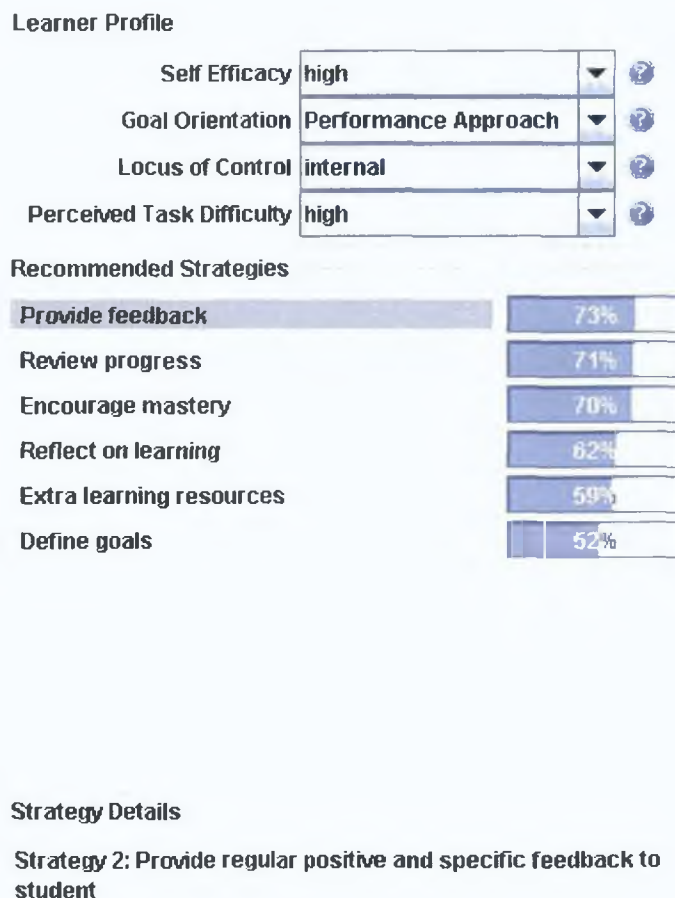 Learner Profile
Self Efficacy high
Goal Orientation Performance Approach
Locus of Control internal
Perceived Task Difficulty high
Recommended Strategies
Provide feedback 73%
Review progress 71%
Encourage mastery 70%
Reflect on learning 62%
Extra learning resources 59%
Define goals 52%
Strategy Details
Strategy 2: Provide regular positive and specific feedback to
student